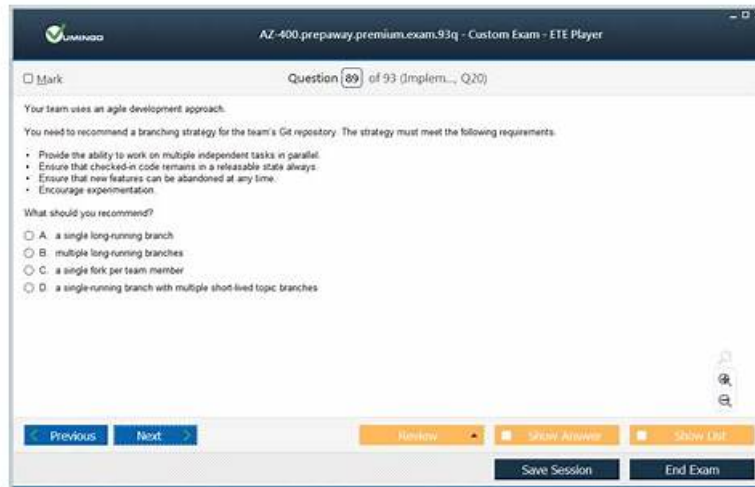 VUMINGO
AZ-400.prepaway.premium.exam.93q - Custom Exam - ETE Player
Mark
Question 89 of 93 (Implem..., Q20)
Your team uses an agile development approach.
You need to recommend a branching strategy for the team's Git repository. The strategy must meet the following requirements.
• Provide the ability to work on multiple independent tasks in parallel.
• Ensure that checked-in code remains in a releasable state always.
• Ensure that new features can be abandoned at any time.
• Encourage experimentation.
What should you recommend?
A. a single long-running branch
B. multiple long-running branches
C. a single fork per team member
D. a single-running branch with multiple short-lived topic branches
Previous Next Review Show Answer Show List
Save Session End Exam